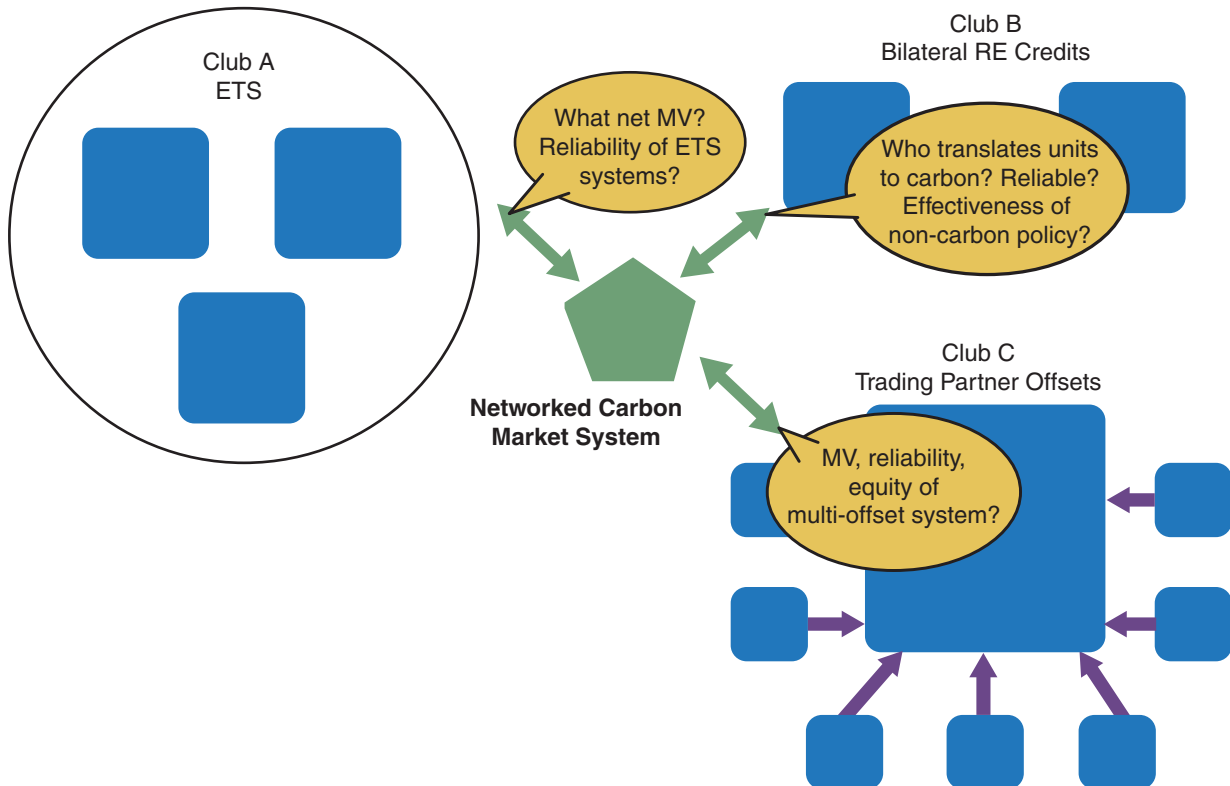 Club A
ETS
What net MV?
Reliability of ETS
systems?
Club B
Bilateral RE Credits
Who translates units
to carbon? Reliable?
Effectiveness of
non-carbon policy?
Networked Carbon
Market System
Club C
Trading Partner Offsets
MV, reliability,
equity of
multi-offset system?